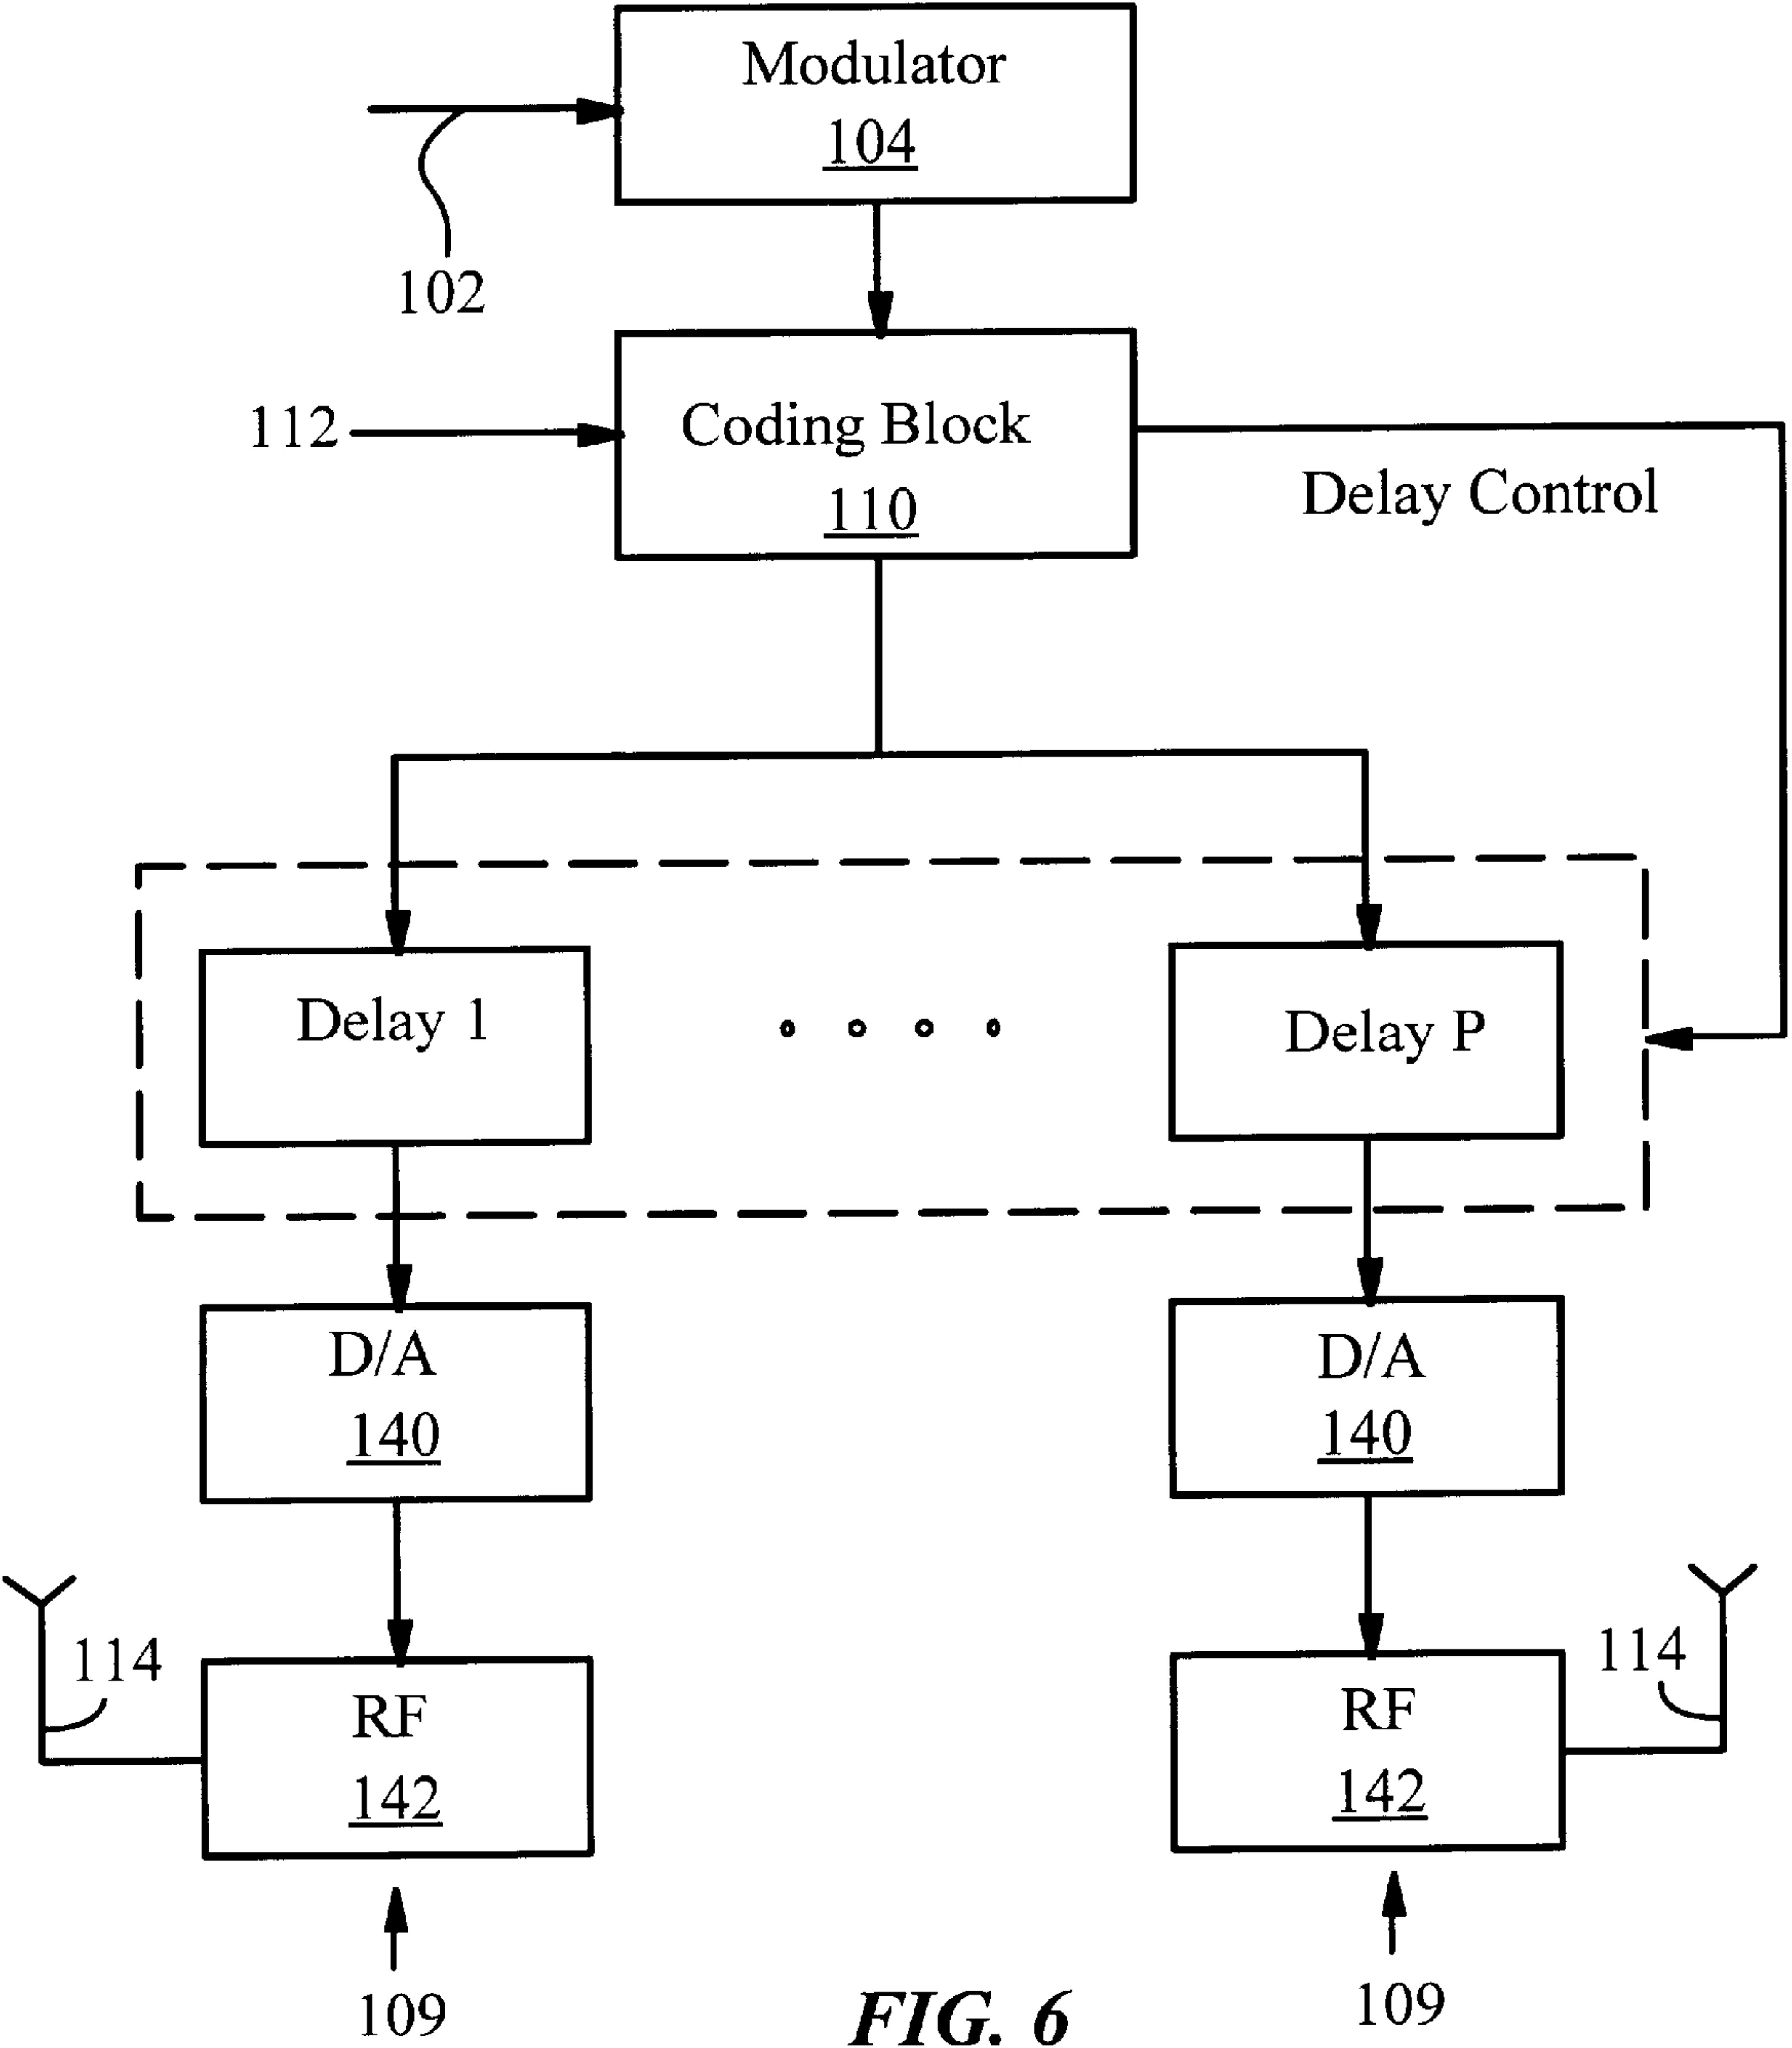 Modulator
104
102
112
Coding Block
110
Delay Control
Delay 1
Delay P
D/A
140
D/A
140
114
RF
142
114
RF
142
109
109
FIG. 6